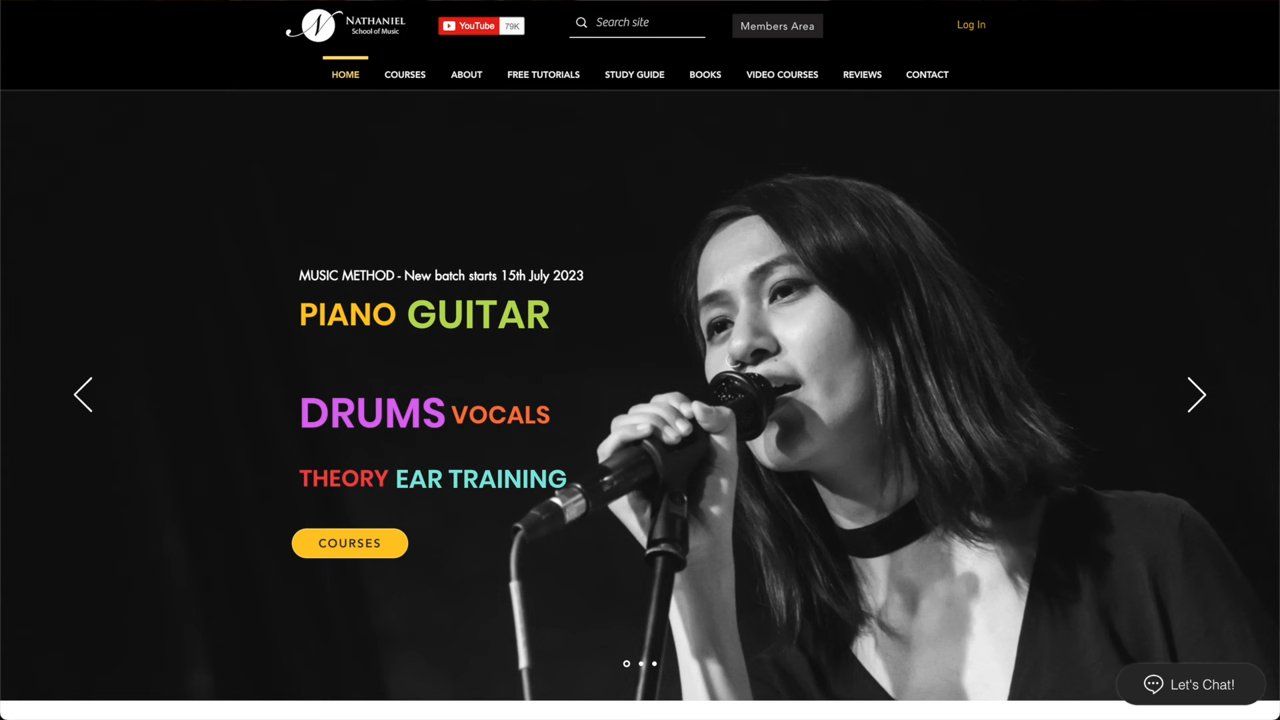 N NATHANIEL
School of Music
YouTube 79K
Search site
Members Area
Log In
HOME COURSES ABOUT FREE TUTORIALS STUDY GUIDE BOOKS VIDEO COURSES REVIEWS CONTACT
MUSIC METHOD - New batch starts 15th July 2023
PIANO GUITAR
DRUMS VOCALS
THEORY EAR TRAINING
COURSES
Let's Chat!